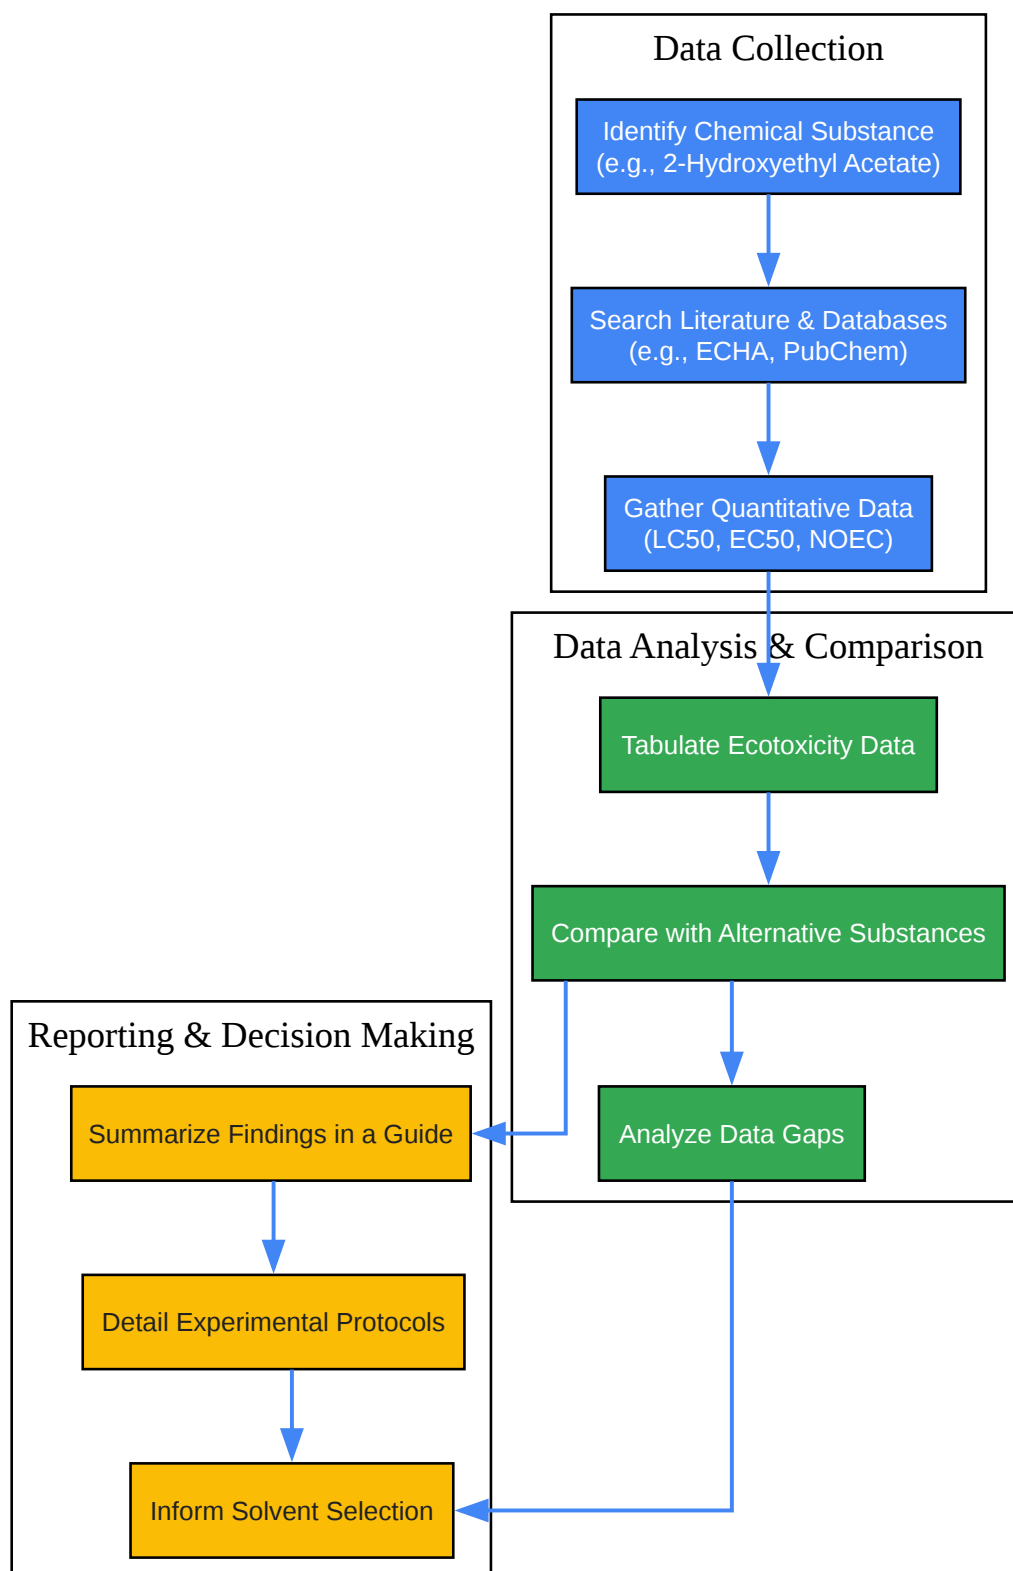 Data Collection
Identify Chemical Substance
(e.g., 2-Hydroxyethyl Acetate)
Search Literature & Databases
(e.g., ECHA, PubChem)
Gather Quantitative Data
(LC50, EC50, NOEC)
Data Analysis & Comparison
Tabulate Ecotoxicity Data
Compare with Alternative Substances
Analyze Data Gaps
Reporting & Decision Making
Summarize Findings in a Guide
Detail Experimental Protocols
Inform Solvent Selection